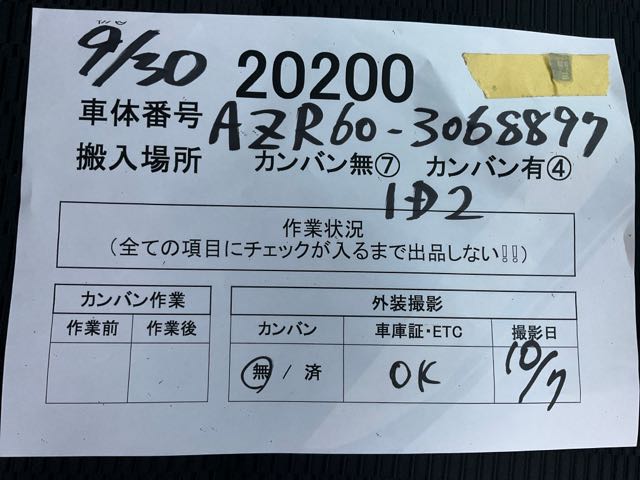 9/30 20200
車体番号 AZR60-3068897
搬入場所 カンバン無⑦ カンバン有④
1D2
作業状況
(全ての項目にチェックが入るまで出品しない!!)
カンバン作業
作業前 作業後
外装撮影
カンバン 車庫証・ETC 撮影日
無 / 済 OK 10/7